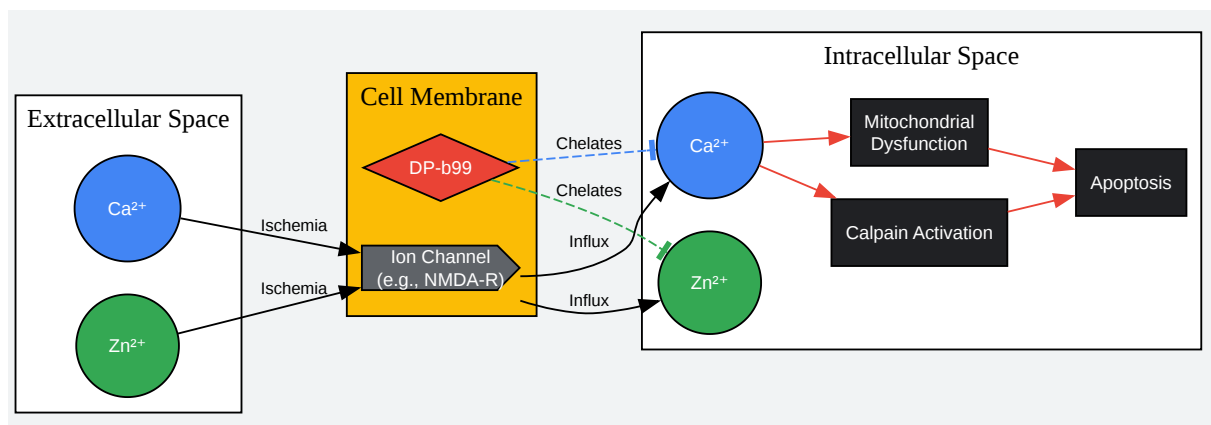 Extracellular Space
Ca²⁺
Zn²⁺
Ischemia
Ischemia
Cell Membrane
DP-b99
Ion Channel
(e.g., NMDA-R)
Chelates
Chelates
Influx
Influx
Intracellular Space
Ca²⁺
Zn²⁺
Mitochondrial
Dysfunction
Calpain Activation
Apoptosis